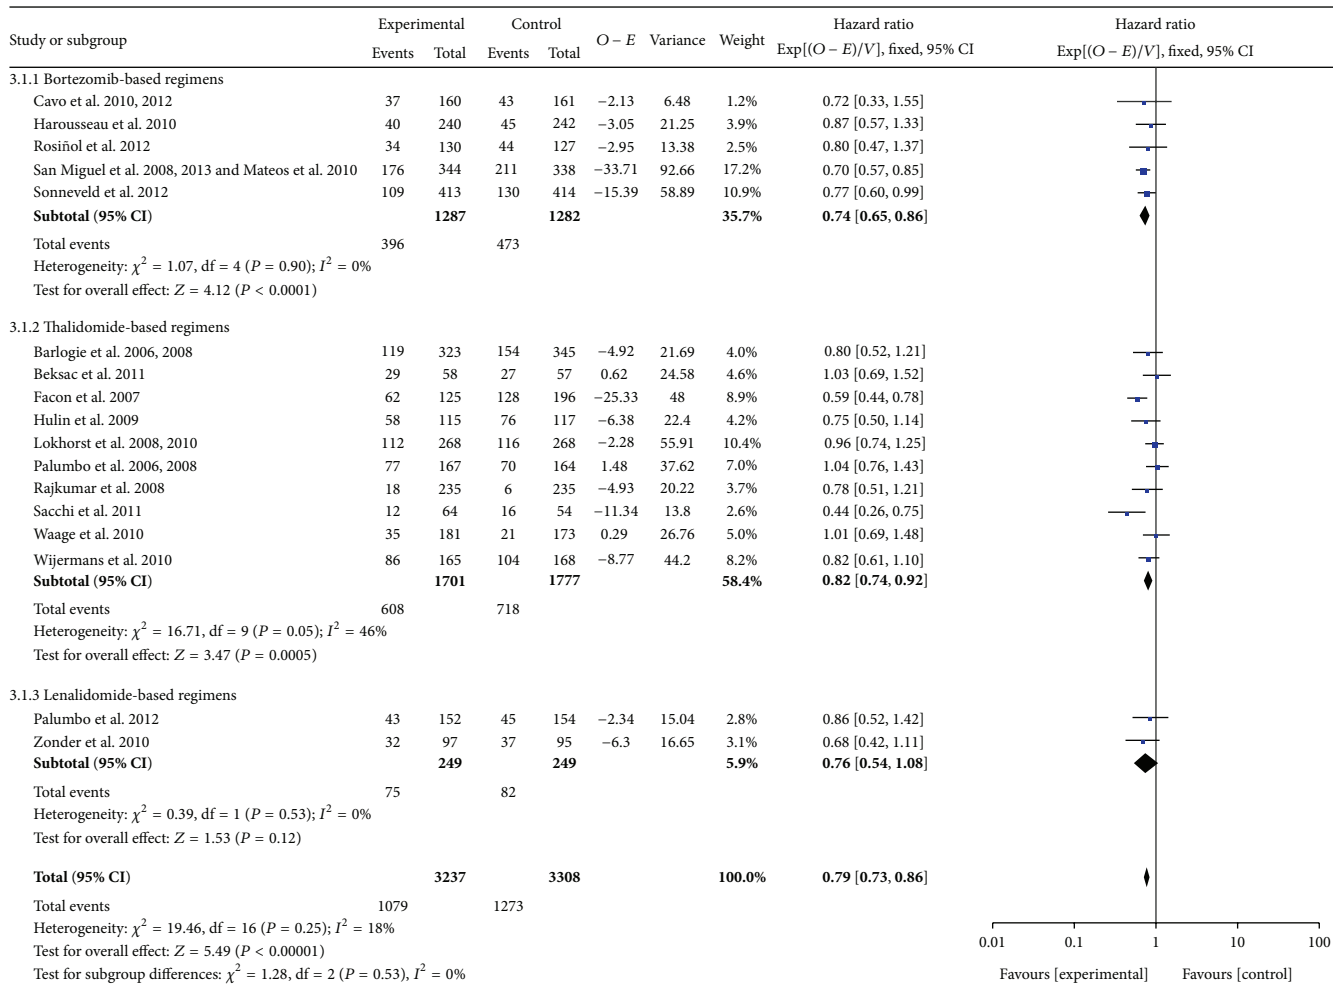 Study or subgroup Experimental Control O − E Variance Weight Hazard ratio Hazard ratio
Events Total Events Total Exp[(O − E)/V], fixed, 95% CI Exp[(O − E)/V], fixed, 95% CI
3.1.1 Bortezomib-based regimens
Cavo et al. 2010, 2012 37 160 43 161 −2.13 6.48 1.2% 0.72 [0.33, 1.55]
Harousseau et al. 2010 40 240 45 242 −3.05 21.25 3.9% 0.87 [0.57, 1.33]
Rosiñol et al. 2012 34 130 44 127 −2.95 13.38 2.5% 0.80 [0.47, 1.37]
San Miguel et al. 2008, 2013 and Mateos et al. 2010 176 344 211 338 −33.71 92.66 17.2% 0.70 [0.57, 0.85]
Sonneveld et al. 2012 109 413 130 414 −15.39 58.89 10.9% 0.77 [0.60, 0.99]
Subtotal (95% CI) 1287 1282 35.7% 0.74 [0.65, 0.86]
Total events 396 473
Heterogeneity: χ² = 1.07, df = 4 (P = 0.90); I² = 0%
Test for overall effect: Z = 4.12 (P < 0.0001)
3.1.2 Thalidomide-based regimens
Barlogie et al. 2006, 2008 119 323 154 345 −4.92 21.69 4.0% 0.80 [0.52, 1.21]
Beksac et al. 2011 29 58 27 57 0.62 24.58 4.6% 1.03 [0.69, 1.52]
Facon et al. 2007 62 125 128 196 −25.33 48 8.9% 0.59 [0.44, 0.78]
Hulin et al. 2009 58 115 76 117 −6.38 22.4 4.2% 0.75 [0.50, 1.14]
Lokhorst et al. 2008, 2010 112 268 116 268 −2.28 55.91 10.4% 0.96 [0.74, 1.25]
Palumbo et al. 2006, 2008 77 167 70 164 1.48 37.62 7.0% 1.04 [0.76, 1.43]
Rajkumar et al. 2008 18 235 6 235 −4.93 20.22 3.7% 0.78 [0.51, 1.21]
Sacchi et al. 2011 12 64 16 54 −11.34 13.8 2.6% 0.44 [0.26, 0.75]
Waage et al. 2010 35 181 21 173 0.29 26.76 5.0% 1.01 [0.69, 1.48]
Wijermans et al. 2010 86 165 104 168 −8.77 44.2 8.2% 0.82 [0.61, 1.10]
Subtotal (95% CI) 1701 1777 58.4% 0.82 [0.74, 0.92]
Total events 608 718
Heterogeneity: χ² = 16.71, df = 9 (P = 0.05); I² = 46%
Test for overall effect: Z = 3.47 (P = 0.0005)
3.1.3 Lenalidomide-based regimens
Palumbo et al. 2012 43 152 45 154 −2.34 15.04 2.8% 0.86 [0.52, 1.42]
Zonder et al. 2010 32 97 37 95 −6.3 16.65 3.1% 0.68 [0.42, 1.11]
Subtotal (95% CI) 249 249 5.9% 0.76 [0.54, 1.08]
Total events 75 82
Heterogeneity: χ² = 0.39, df = 1 (P = 0.53); I² = 0%
Test for overall effect: Z = 1.53 (P = 0.12)
Total (95% CI) 3237 3308 100.0% 0.79 [0.73, 0.86]
Total events 1079 1273
Heterogeneity: χ² = 19.46, df = 16 (P = 0.25); I² = 18%
Test for overall effect: Z = 5.49 (P < 0.00001)
Test for subgroup differences: χ² = 1.28, df = 2 (P = 0.53), I² = 0%
0.01 0.1 1 10 100
Favours [experimental] Favours [control]